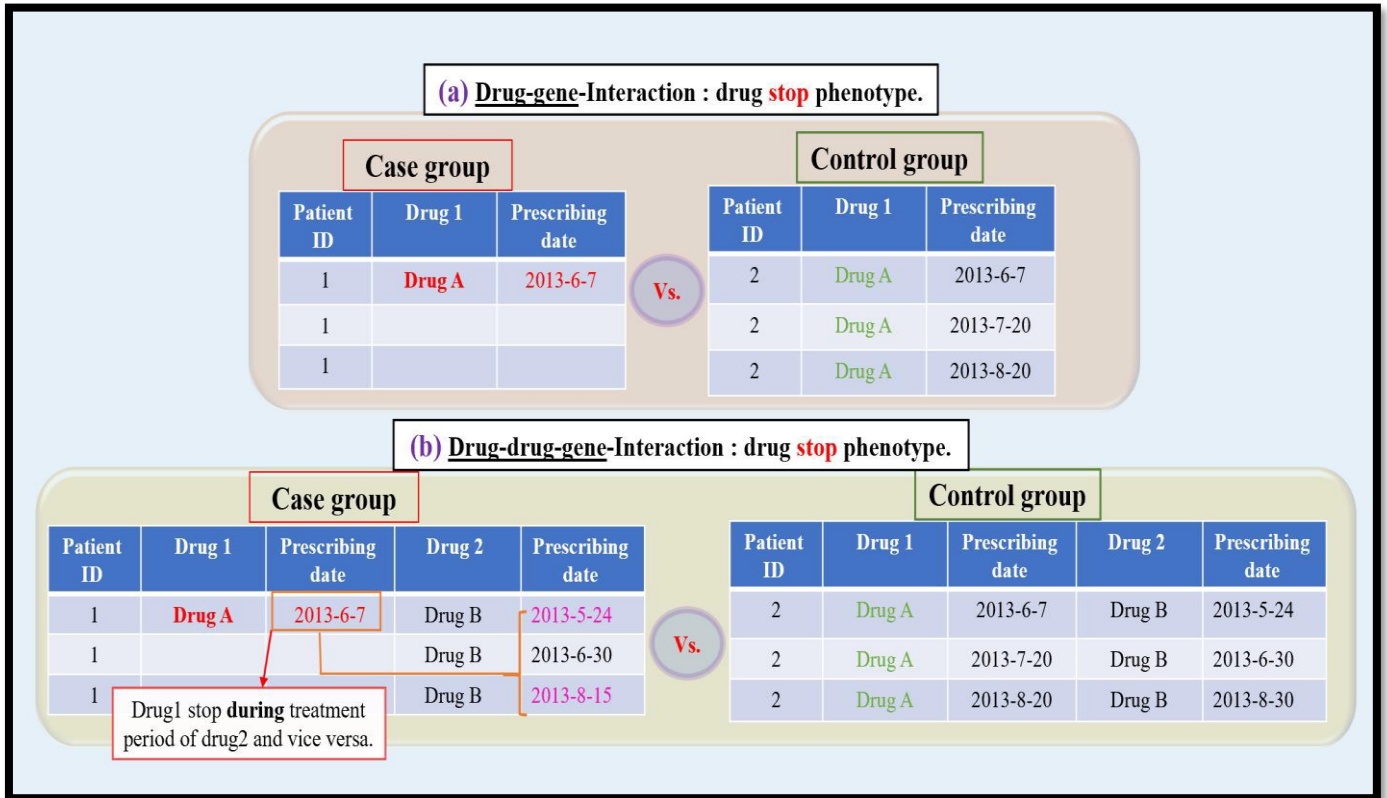 (a) Drug-gene-Interaction : drug stop phenotype.
Case group
Patient ID Drug 1 Prescribing date
1 Drug A 2013-6-7
1
1
Vs.
Control group
Patient ID Drug 1 Prescribing date
2 Drug A 2013-6-7
2 Drug A 2013-7-20
2 Drug A 2013-8-20
(b) Drug-drug-gene-Interaction : drug stop phenotype.
Case group
Patient ID Drug 1 Prescribing date Drug 2 Prescribing date
1 Drug A 2013-6-7 Drug B 2013-5-24
1 Drug B 2013-6-30
1 Drug B 2013-8-15
Drug1 stop during treatment
period of drug2 and vice versa.
Vs.
Control group
Patient ID Drug 1 Prescribing date Drug 2 Prescribing date
2 Drug A 2013-6-7 Drug B 2013-5-24
2 Drug A 2013-7-20 Drug B 2013-6-30
2 Drug A 2013-8-20 Drug B 2013-8-30